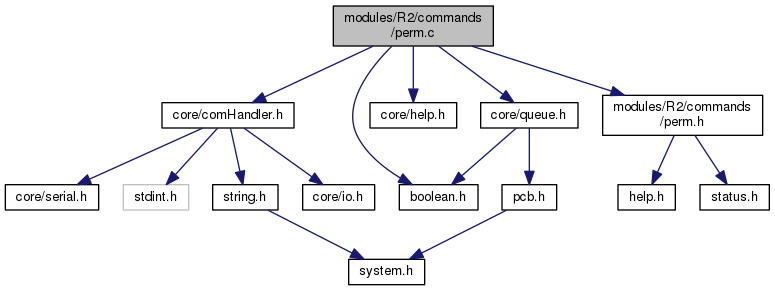 modules/R2/commands
/perm.c
core/comHandler.h
core/help.h
core/queue.h
modules/R2/commands
/perm.h
core/serial.h
stdint.h
string.h
core/io.h
boolean.h
pcb.h
help.h
status.h
system.h